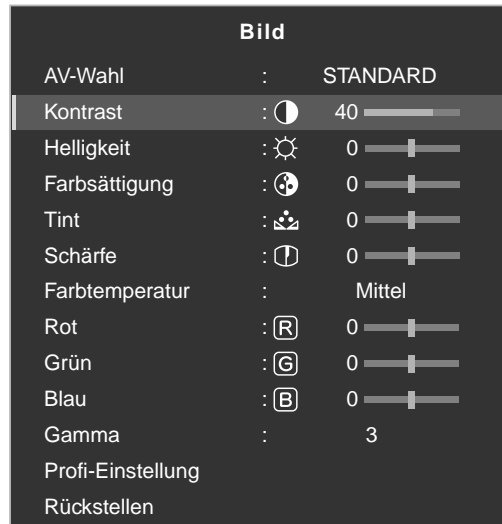 Bild
AV-Wahl : STANDARD
Kontrast : 40
Helligkeit : 0
Farbsättigung : 0
Tint : 0
Schärfe : 0
Farbtemperatur : Mittel
Rot : R 0
Grün : G 0
Blau : B 0
Gamma : 3
Profi-Einstellung
Rückstellen